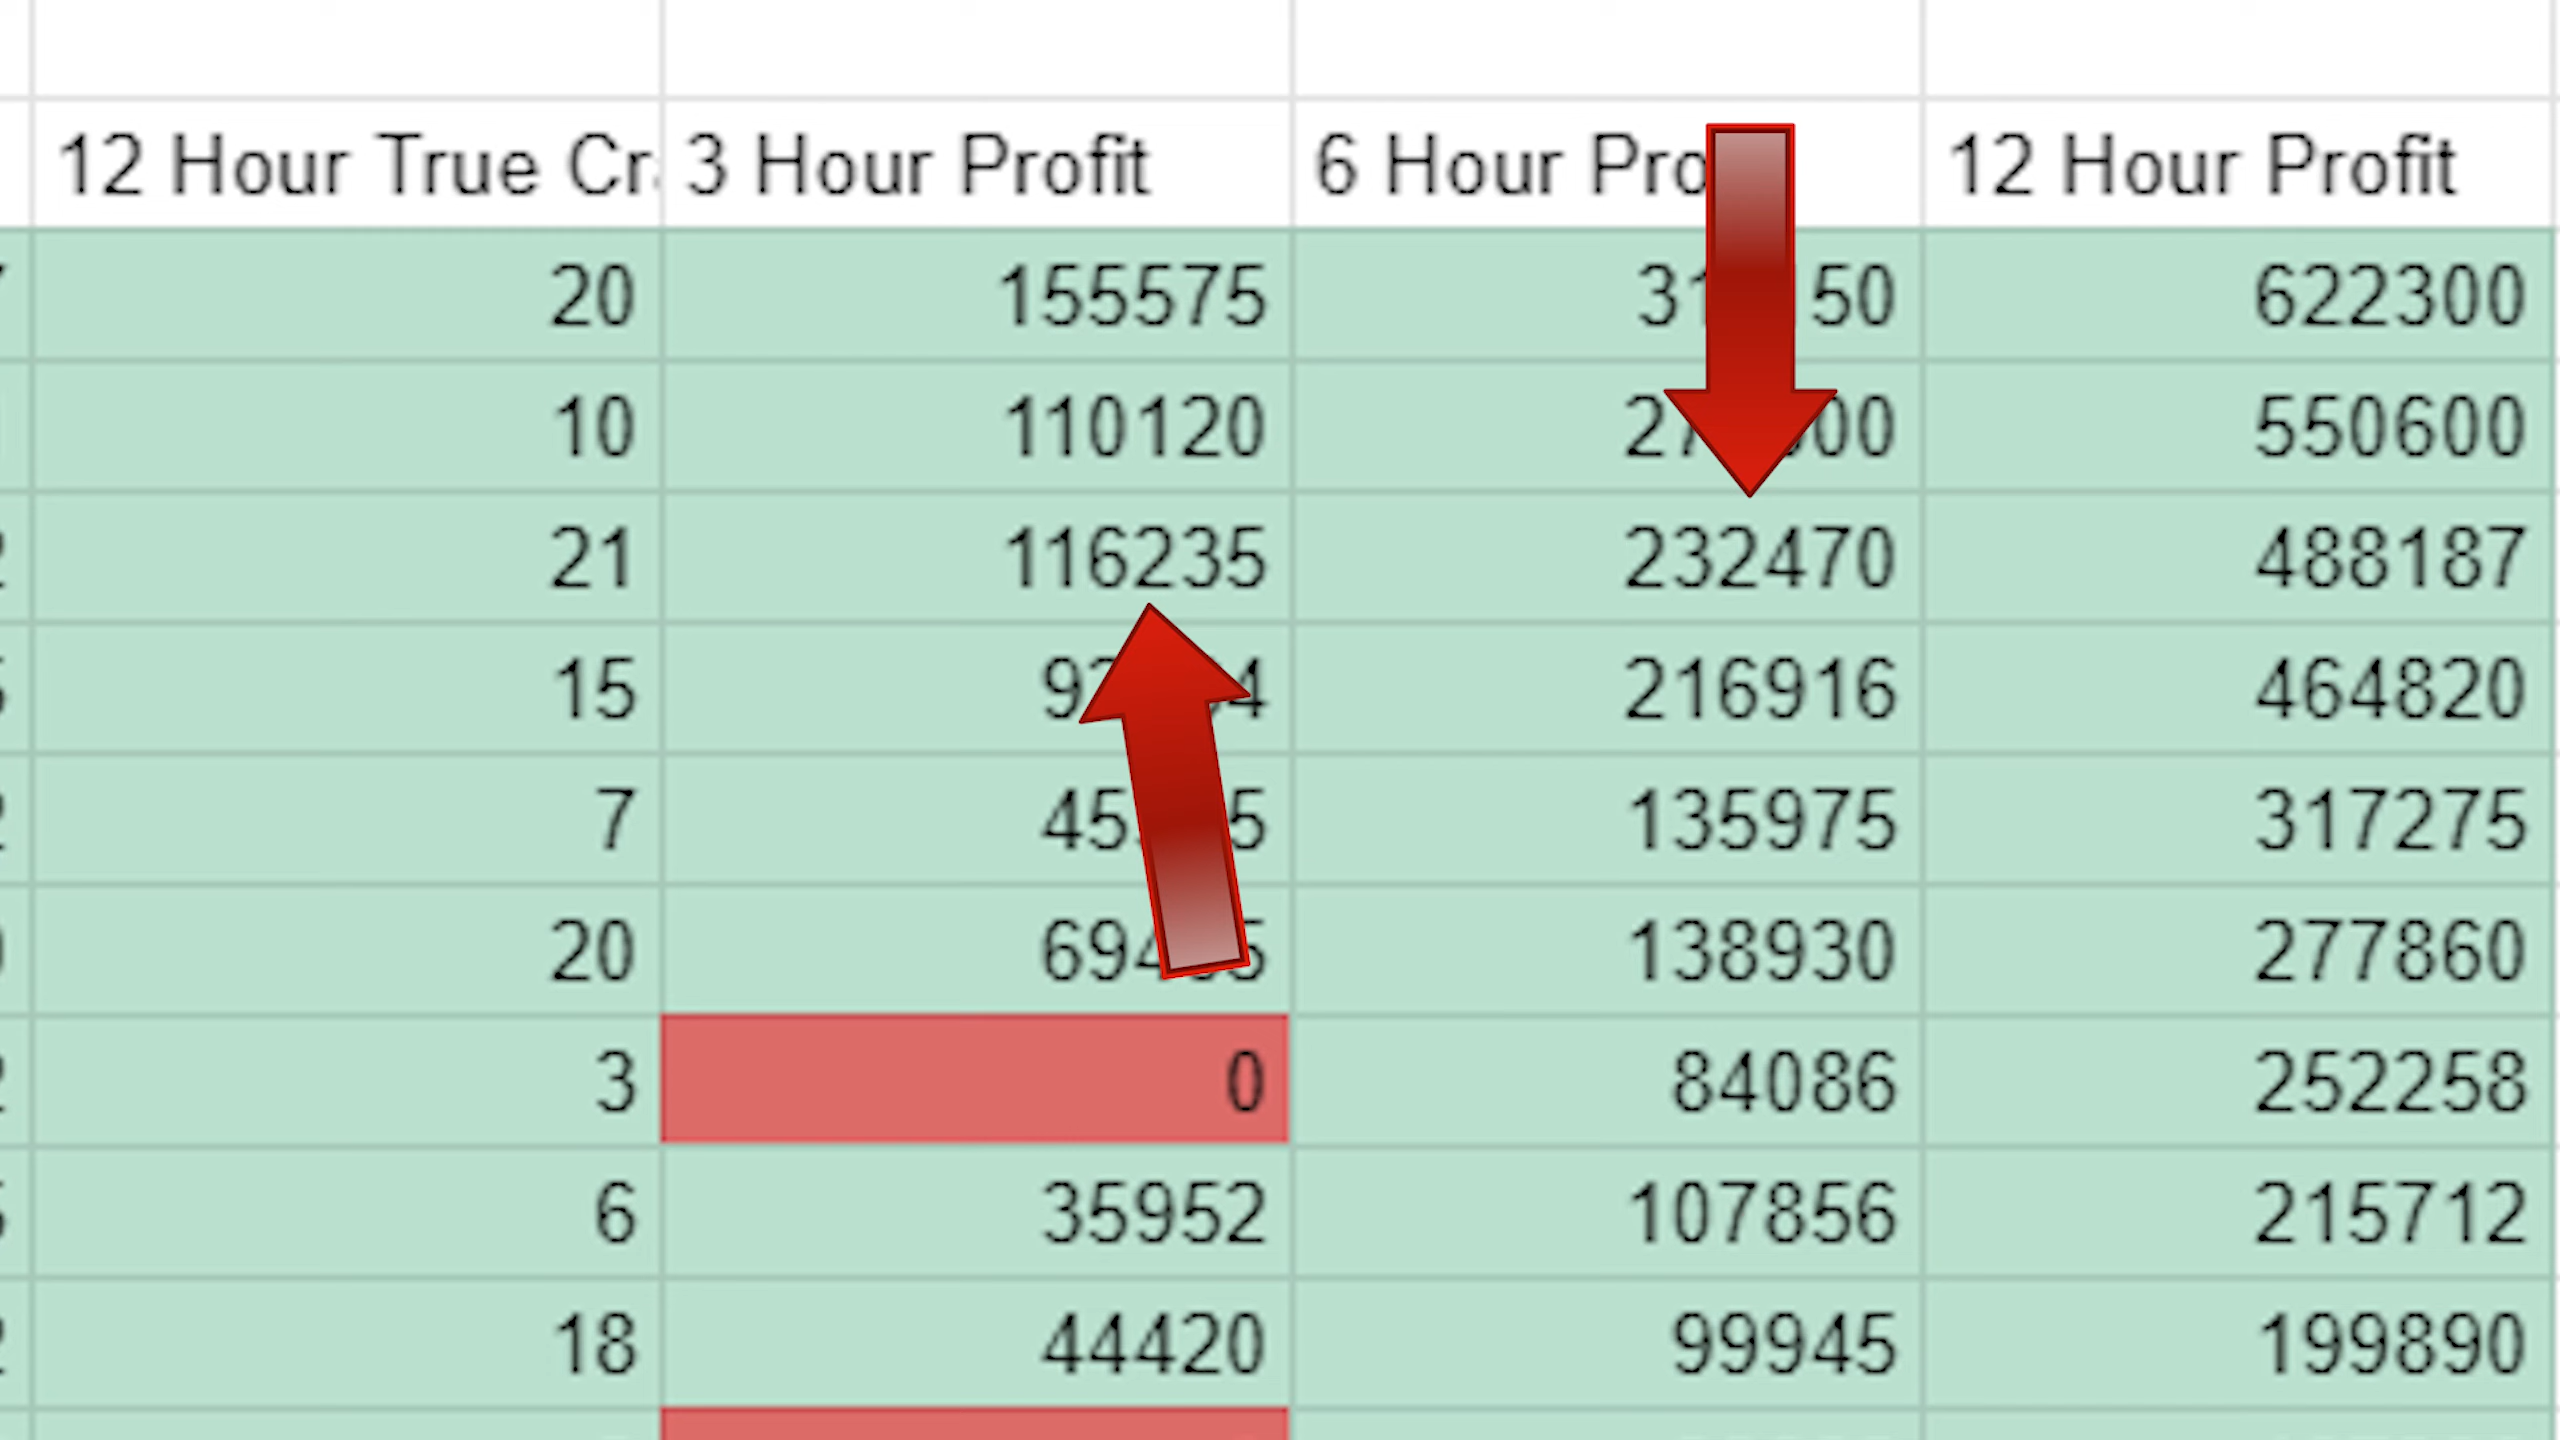 12 Hour True Cr 3 Hour Profit 6 Hour Pro 12 Hour Profit
20 155575 622300
10 110120 550600
21 116235 232470 488187
15 216916 464820
7 135975 317275
20 138930 277860
3 0 84086 252258
6 35952 107856 215712
18 44420 99945 199890